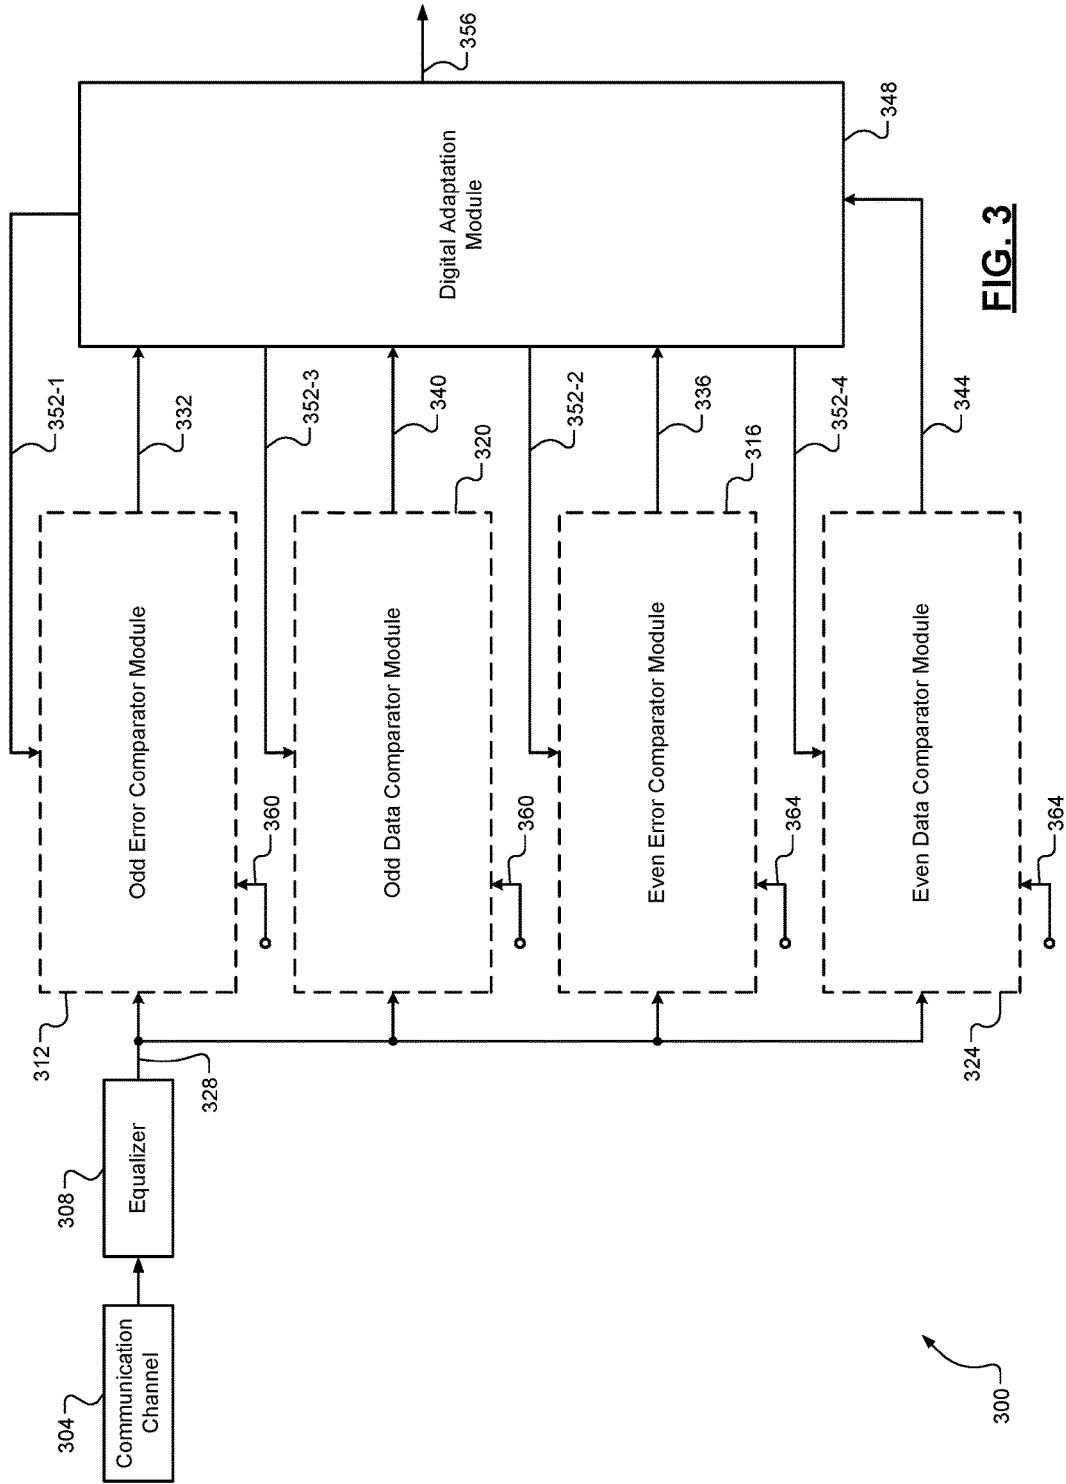 352-1
332
352-3
340
320
352-2
336
316
352-4
344
356
348
Digital Adaptation
Module
Odd Error Comparator Module
Odd Data Comparator Module
Even Error Comparator Module
Even Data Comparator Module
360
360
364
364
312
324
328
308
Equalizer
304
Communication
Channel
300
FIG. 3